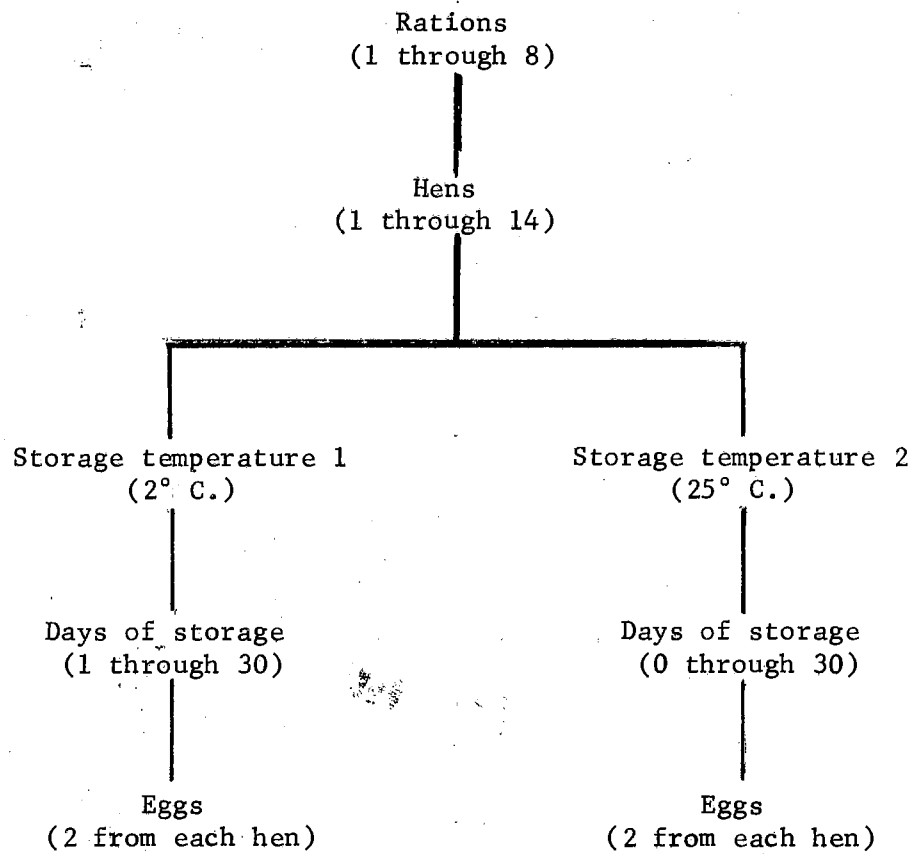 Rations
(1 through 8)
Hens
(1 through 14)
Storage temperature 1
(2° C.)
Storage temperature 2
(25° C.)
Days of storage
(1 through 30)
Days of storage
(0 through 30)
Eggs
(2 from each hen)
Eggs
(2 from each hen)